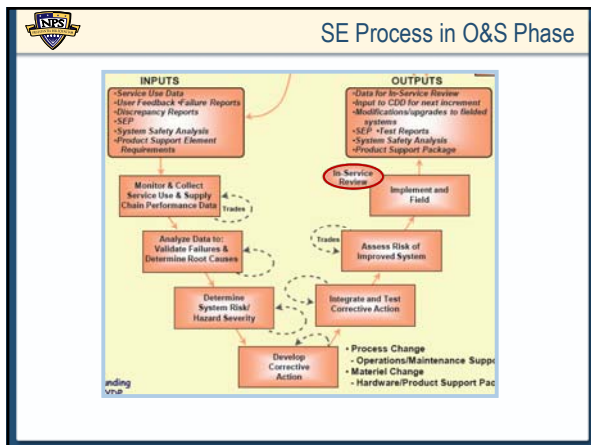 NPS
SE Process in O&S Phase
INPUTS
•Service Use Data
•User Feedback •Failure Reports
•Discrepancy Reports
•SEP
•System Safety Analysis
•Product Support Element
Requirements
OUTPUTS
•Data for In-Service Review
•Input to CDD for next increment
•Modifications/upgrades to fielded
systems
•SEP •Test Reports
•System Safety Analysis
•Product Support Package
In-Service
Review
Monitor & Collect
Service Use & Supply
Chain Performance Data
Trades
Implement and
Field
Analyze Data to:
Validate Failures &
Determine Root Causes
Trades
Assess Risk of
Improved System
Determine
System Risk/
Hazard Severity
Integrate and Test
Corrective Action
Develop
Corrective
Action
• Process Change
- Operations/Maintenance Suppo
• Materiel Change
- Hardware/Product Support Pac
nding